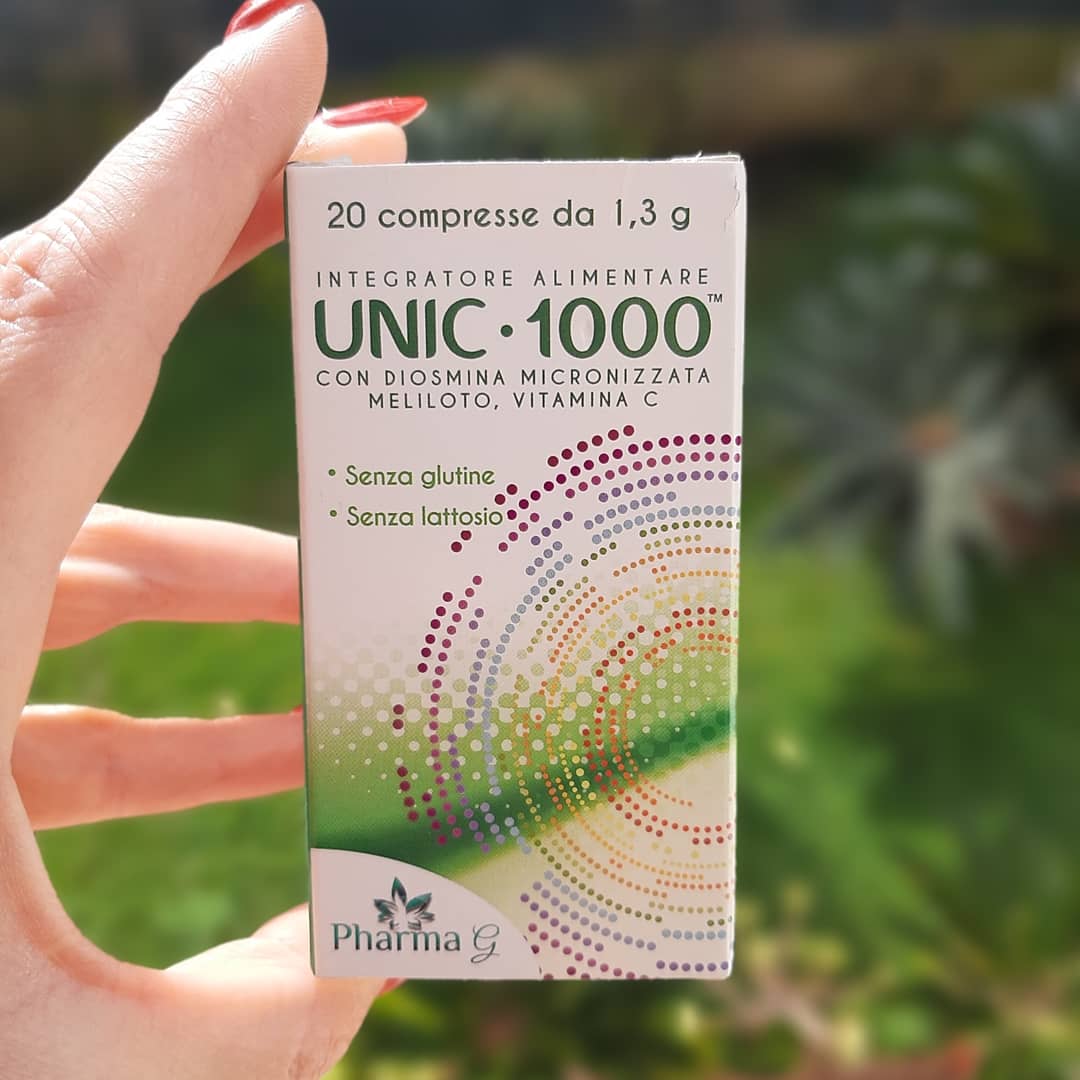 20 compresse da 1,3 g
INTEGRATORE ALIMENTARE
UNIC • 1000™
CON DIOSMINA MICRONIZZATA
MELILOTO, VITAMINA C
• Senza glutine
• Senza lattosio
Pharma G